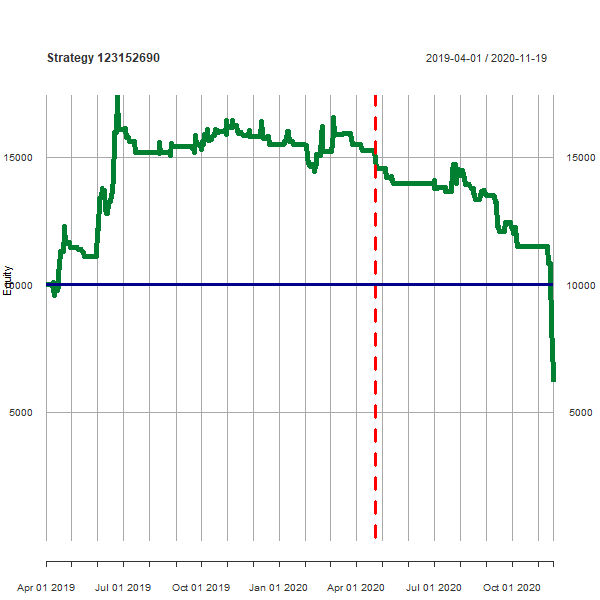 Strategy 123152690
2019-04-01 / 2020-11-19
15000
15000
Equity
10000
10000
5000
5000
Apr 01 2019
Jul 01 2019
Oct 01 2019
Jan 01 2020
Apr 01 2020
Jul 01 2020
Oct 01 2020